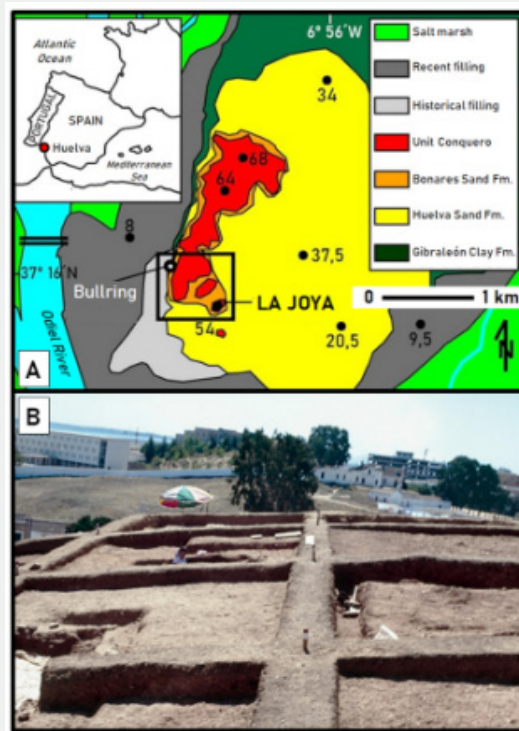 Atlantic
Ocean
PORTUGAL
SPAIN
Huelva
Mediterranean
Sea
6° 56´W
34
68
64
8
37° 16´N
37,5
Bullring
LA JOYA
54
20,5
9,5
Odiel River
0 1 km
N
A
Salt marsh
Recent filling
Historical filling
Unit Conquero
Bonares Sand Fm.
Huelva Sand Fm.
Gibraleón Clay Fm.
B